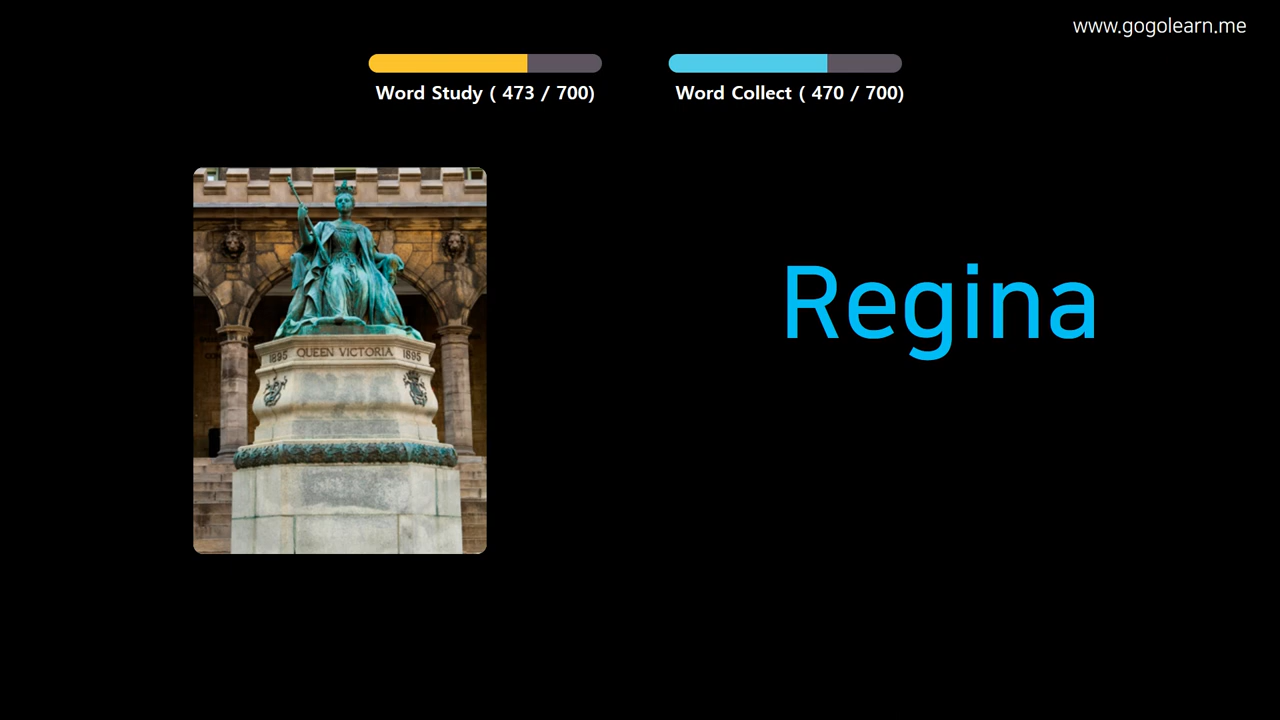 www.gogolearn.me
Word Study ( 473 / 700)
Word Collect ( 470 / 700)
Regina
1895 QUEEN VICTORIA 1895